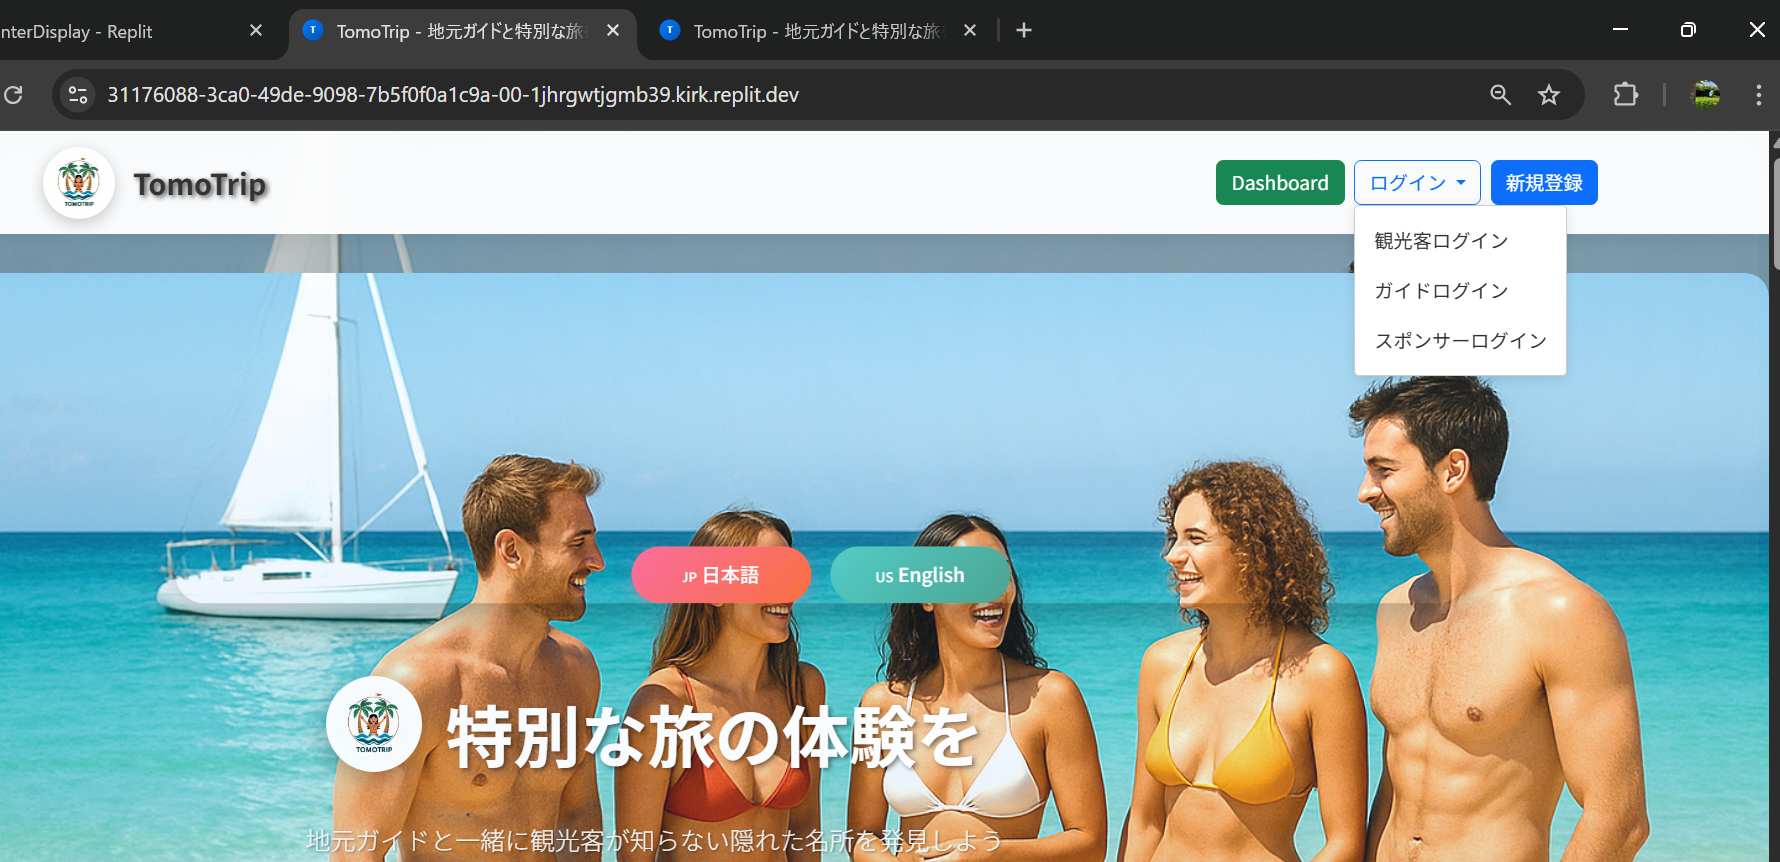 nterDisplay - Replit
TomoTrip - 地元ガイドと特別な旅
TomoTrip - 地元ガイドと特別な旅
31176088-3ca0-49de-9098-7b5f0f0a1c9a-00-1jhrgwtjgmb39.kirk.replit.dev
TOMOTRIP
TomoTrip
Dashboard
ログイン
新規登録
観光客ログイン
ガイドログイン
スポンサーログイン
JP 日本語
US English
TOMOTRIP
特別な旅の体験を
地元ガイドと一緒に観光客が知らない隠れた名所を発見しよう